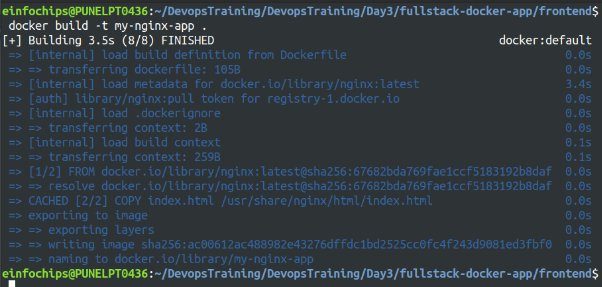 einfochips@PUNELPT0436:~/DevopsTraining/DevopsTraining/Day3/fullstack-docker-app/frontend$
docker build -t my-nginx-app .
[+] Building 3.5s (8/8) FINISHED docker:default
=> [internal] load build definition from Dockerfile 0.0s
=> => transferring dockerfile: 105B 0.0s
=> [internal] load metadata for docker.io/library/nginx:latest 3.4s
=> [auth] library/nginx:pull token for registry-1.docker.io 0.0s
=> [internal] load .dockerignore 0.0s
=> => transferring context: 2B 0.0s
=> [internal] load build context 0.1s
=> => transferring context: 259B 0.1s
=> [1/2] FROM docker.io/library/nginx:latest@sha256:67682bda769fae1ccf5183192b8daf 0.0s
=> => resolve docker.io/library/nginx:latest@sha256:67682bda769fae1ccf5183192b8daf 0.0s
=> CACHED [2/2] COPY index.html /usr/share/nginx/html/index.html 0.0s
=> exporting to image 0.0s
=> => exporting layers 0.0s
=> => writing image sha256:ac00612ac488982e43276dffdc1bd2525cc0fc4f243d9081ed3fbf0 0.0s
=> => naming to docker.io/library/my-nginx-app 0.0s
einfochips@PUNELPT0436:~/DevopsTraining/DevopsTraining/Day3/fullstack-docker-app/frontend$